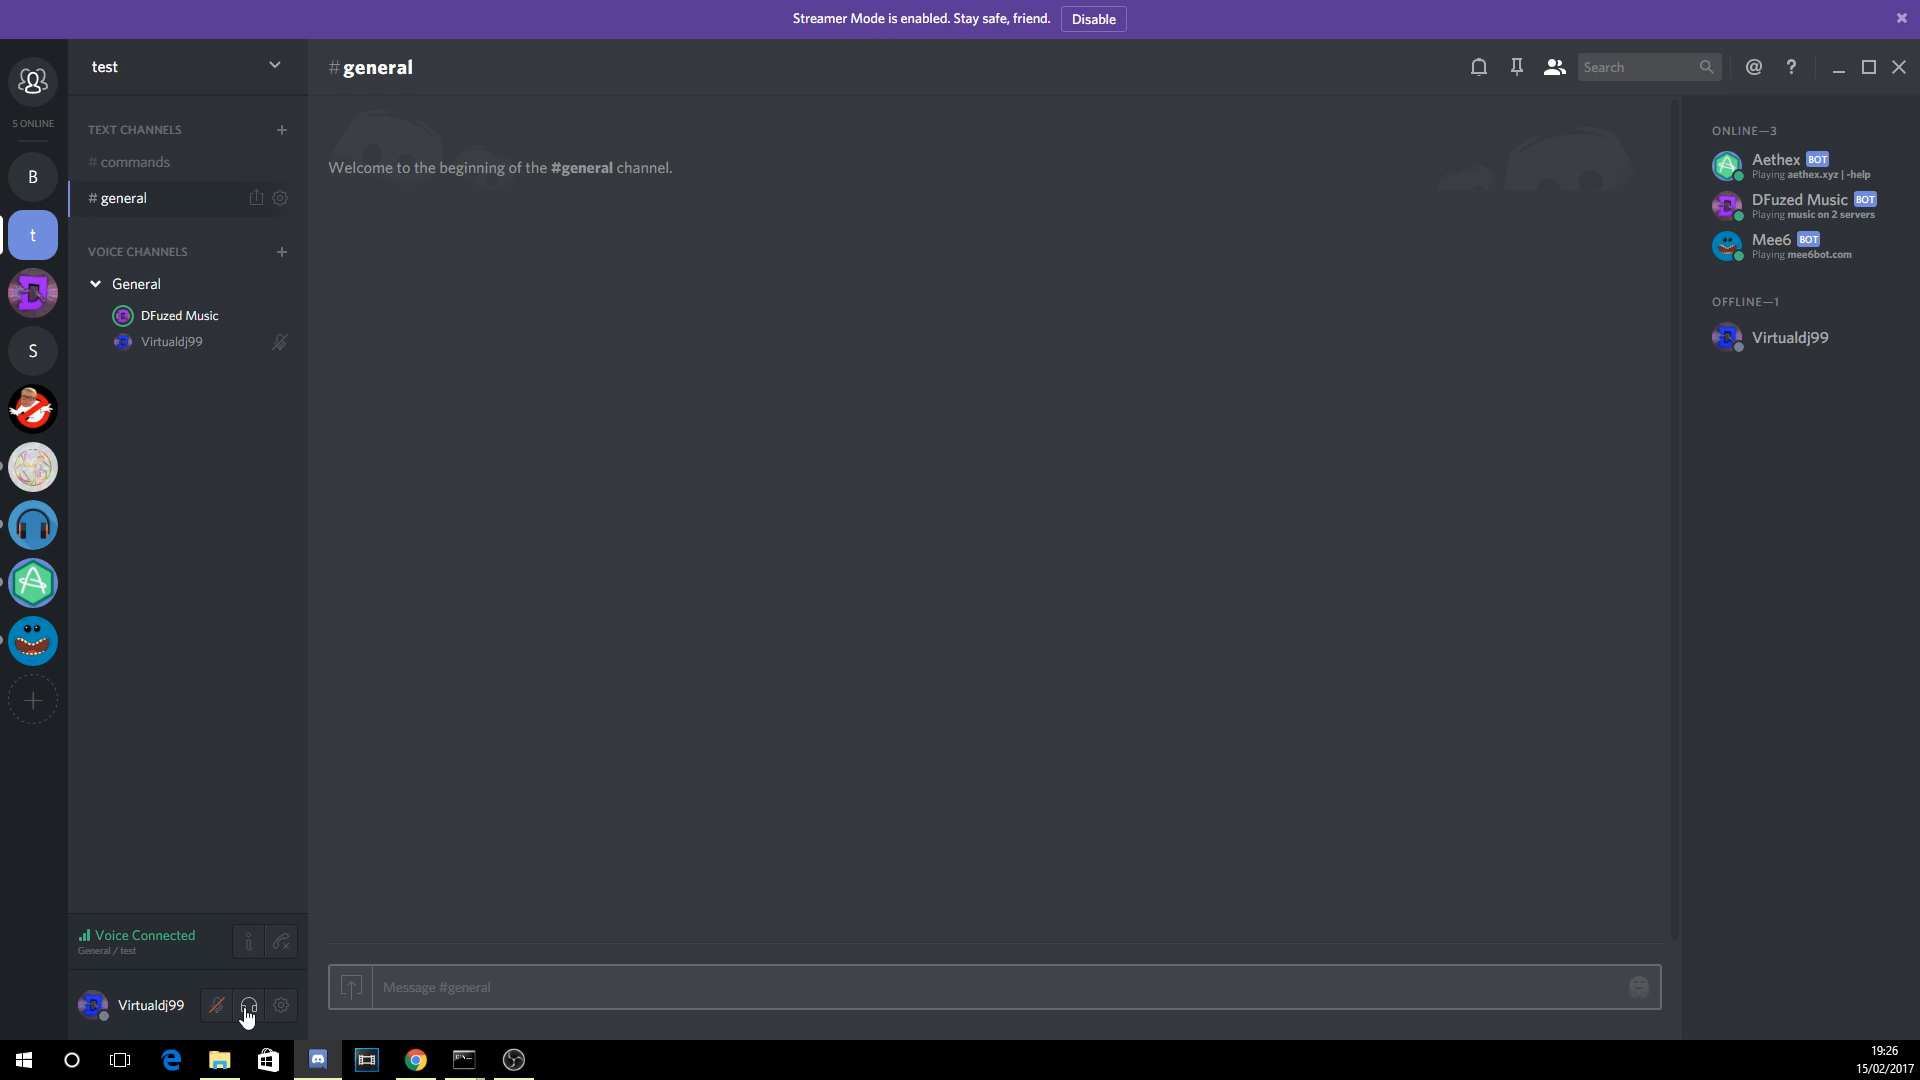 Streamer Mode is enabled. Stay safe, friend. Disable
test
#general
Search
5 ONLINE
B
t
S
TEXT CHANNELS
# commands
# general
VOICE CHANNELS
General
DFuzed Music
Virtualdj99
Welcome to the beginning of the #general channel.
ONLINE—3
Aethex BOT
Playing aethex.xyz | -help
DFuzed Music BOT
Playing music on 2 servers
Mee6 BOT
Playing mee6bot.com
OFFLINE—1
Virtualdj99
Voice Connected
General / test
Virtualdj99
Message #general
19:26
15/02/2017